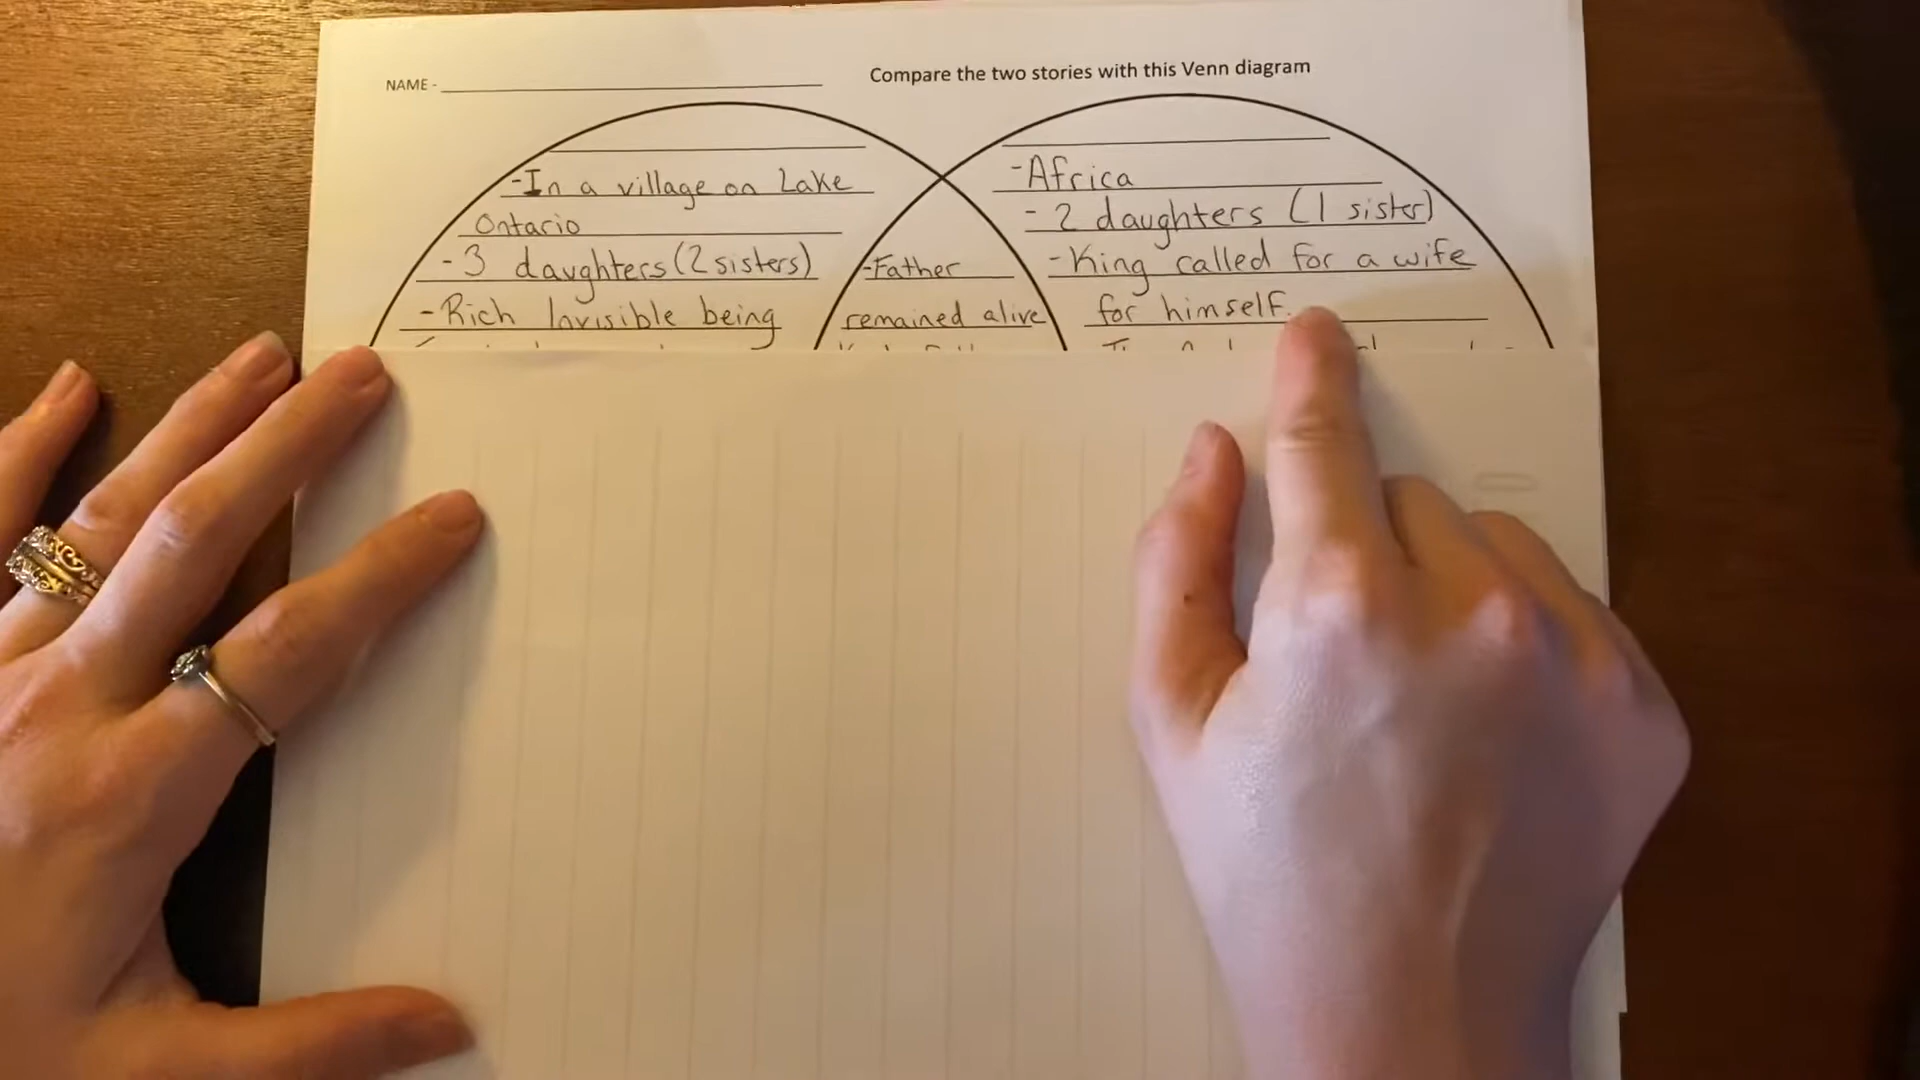 NAME -
Compare the two stories with this Venn diagram
-In a village on Lake
Ontario
-3 daughters (2 sisters)
-Rich Invisible being
-Father
remained alive
-Africa
-2 daughters (1 sister)
-King called for a wife
for himself.